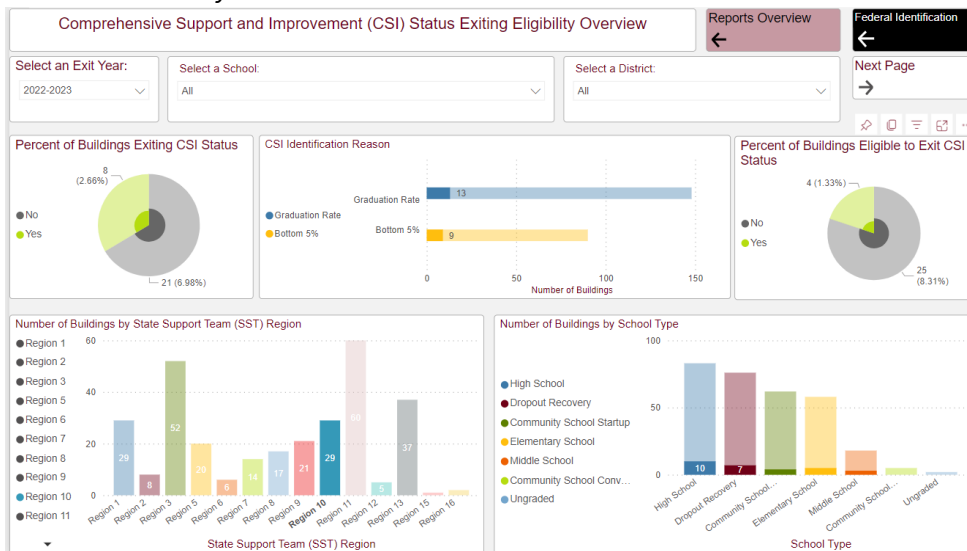 Comprehensive Support and Improvement (CSI) Status Exiting Eligibility Overview
Reports Overview
Federal Identification
Select an Exit Year:
2022-2023
Select a School:
All
Select a District:
All
Next Page
Percent of Buildings Exiting CSI Status
8
(2.66%)
No
Yes
21 (6.98%)
CSI Identification Reason
Graduation Rate
Bottom 5%
Graduation Rate
13
Bottom 5%
9
0
50
100
150
Number of Buildings
Percent of Buildings Eligible to Exit CSI
Status
4 (1.33%)
No
Yes
25
(8.31%)
Number of Buildings by State Support Team (SST) Region
Region 1
Region 2
Region 3
Region 5
Region 6
Region 7
Region 8
Region 9
Region 10
Region 11
60
40
20
0
29
8
52
20
6
14
17
21
29
60
5
37
Region 1
Region 2
Region 3
Region 5
Region 6
Region 7
Region 8
Region 9
Region 10
Region 11
Region 12
Region 13
Region 15
Region 16
State Support Team (SST) Region
Number of Buildings by School Type
High School
Dropout Recovery
Community School Startup
Elementary School
Middle School
Community School Conv...
Ungraded
100
50
0
10
7
High School
Dropout Recovery
Community School...
Elementary School
Middle School
Community School...
Ungraded
School Type